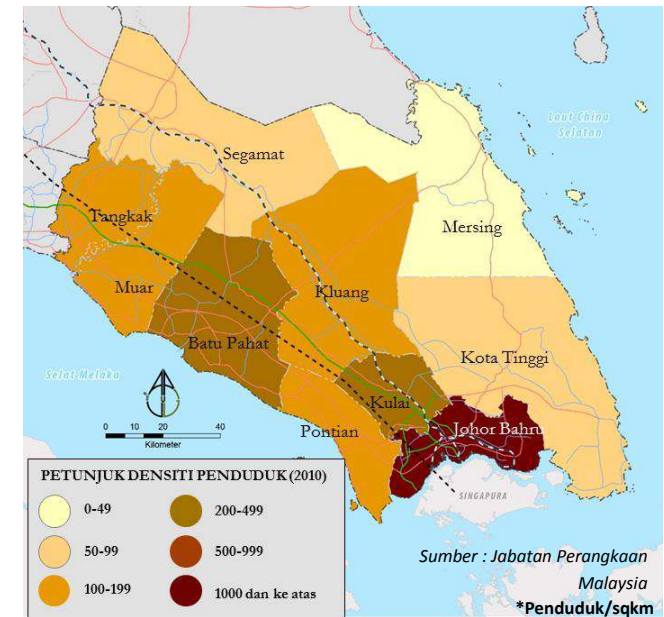 Laut China
Selatan
Segamat
Tangkak
Mersing
Muar
Kluang
Batu Pahat
Kota Tinggi
Selat Melaka
Kulai
Pontian
Johor Bahru
0 10 20 40
Kilometer
SINGAPURA
PETUNJUK DENSITI PENDUDUK (2010)
0-49
200-499
50-99
500-999
100-199
1000 dan ke atas
Sumber : Jabatan Perangkaan
Malaysia
*Penduduk/sqkm